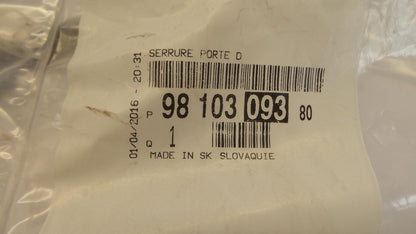 SERRURE PORTE D
P 98 103 093 80
Q 1
MADE IN SK SLOVAQUIE
01/04/2016 - 20:31